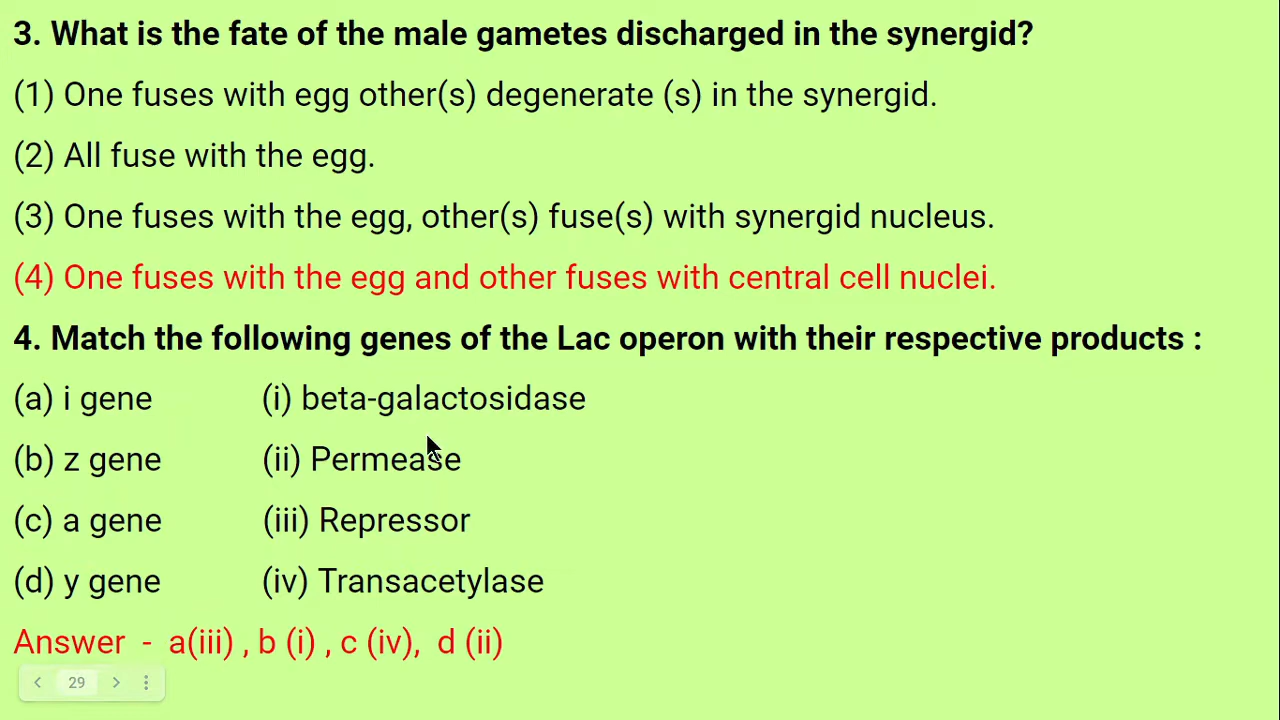 3. What is the fate of the male gametes discharged in the synergid?
(1) One fuses with egg other(s) degenerate (s) in the synergid.
(2) All fuse with the egg.
(3) One fuses with the egg, other(s) fuse(s) with synergid nucleus.
(4) One fuses with the egg and other fuses with central cell nuclei.
4. Match the following genes of the Lac operon with their respective products :
(a) i gene (i) beta-galactosidase
(b) z gene (ii) Permease
(c) a gene (iii) Repressor
(d) y gene (iv) Transacetylase
Answer - a(iii) , b (i) , c (iv), d (ii)
29